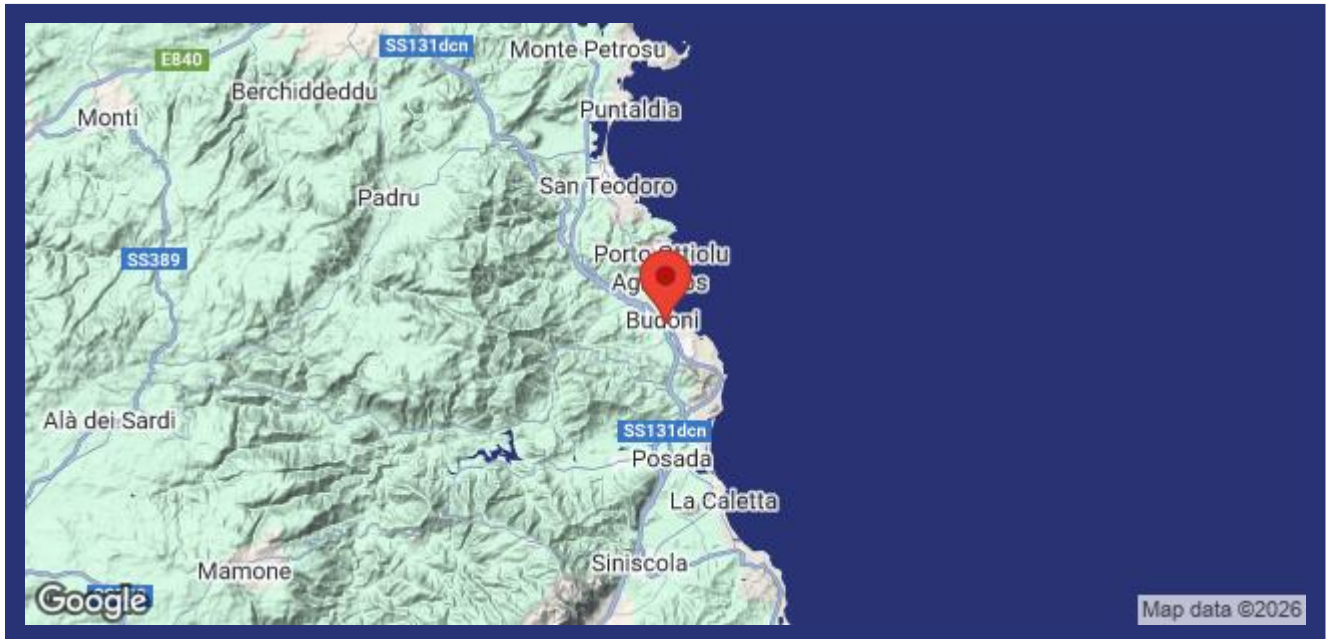 SS131dcn
Monte Petrosu
E840
Berchiddeddu
Puntaldia
Monti
San Teodoro
Padru
SS389
Budoni
Alà dei Sardi
SS131dcn
Posada
La Caletta
Siniscola
Mamone
Google
Map data ©2026